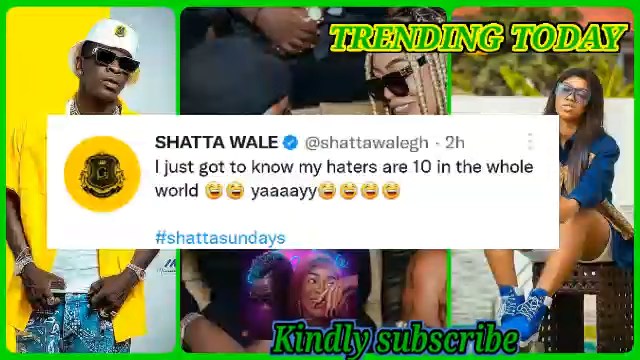 TRENDING TODAY
SHATTA WALE @shattawalegh · 2h
I just got to know my haters are 10 in the whole
world 😂😂 yaaaayy😂😂😂😂
#shattasundays
Kindly subscribe